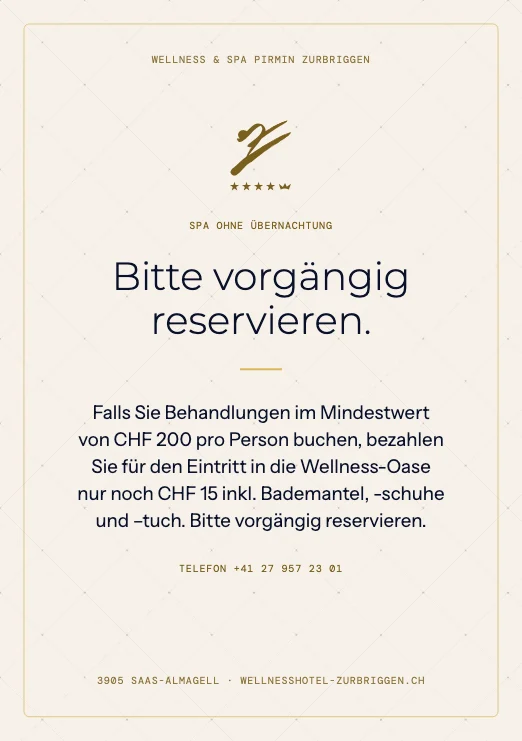 WELLNESS & SPA PIRMIN ZURBRIGGEN
SPA OHNE ÜBERNACHTUNG
Bitte vorgängig
reservieren.
Falls Sie Behandlungen im Mindestwert
von CHF 200 pro Person buchen, bezahlen
Sie für den Eintritt in die Wellness-Oase
nur noch CHF 15 inkl. Bademantel, -schuhe
und –tuch. Bitte vorgängig reservieren.
TELEFON +41 27 957 23 01
3905 SAAS-ALMAGELL · WELLNESSHOTEL-ZURBRIGGEN.CH